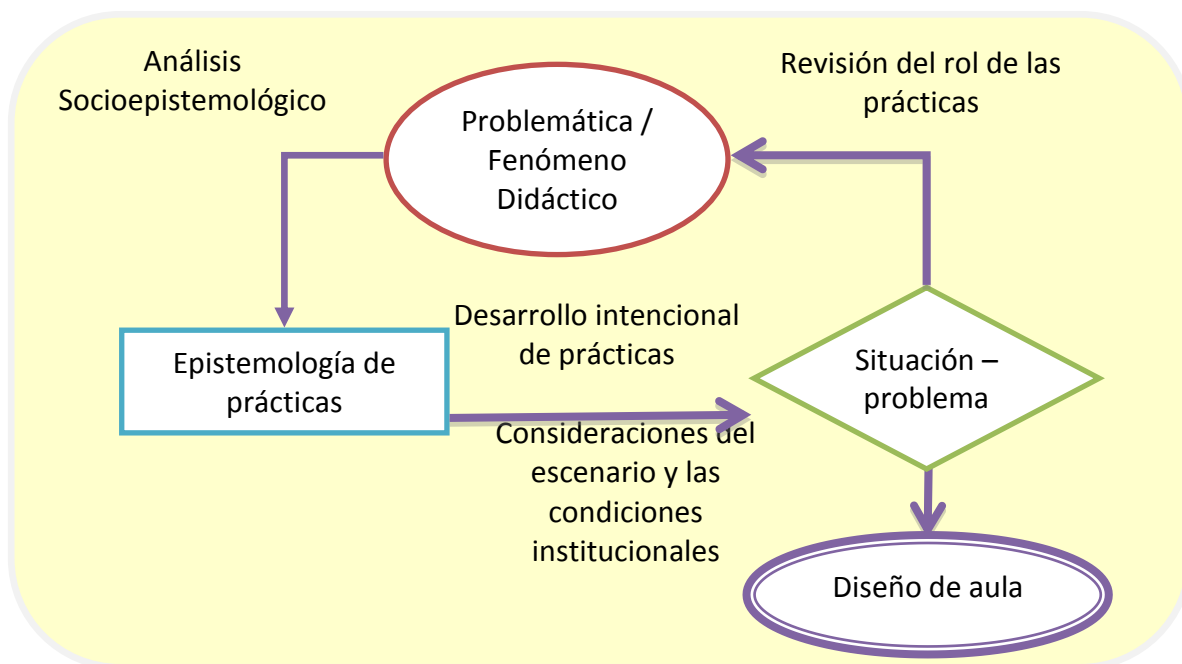 Análisis
Socioepistemológico
Problemática /
Fenómeno
Didáctico
Revisión del rol de las
prácticas
Epistemología de
prácticas
Desarrollo intencional
de prácticas
Consideraciones del
escenario y las
condiciones
institucionales
Situación –
problema
Diseño de aula